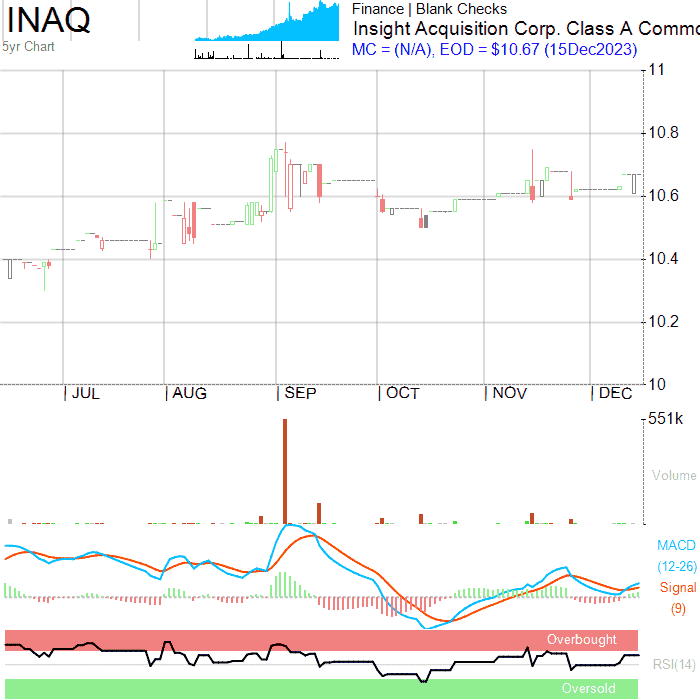 INAQ
5yr Chart
Finance | Blank Checks
Insight Acquisition Corp. Class A Commo
MC = (N/A), EOD = $10.67 (15Dec2023)
11
10.8
10.6
10.4
10.2
10
JUL AUG SEP OCT NOV DEC
551k
Volume
MACD
(12-26)
Signal
(9)
Overbought
RSI(14)
Oversold